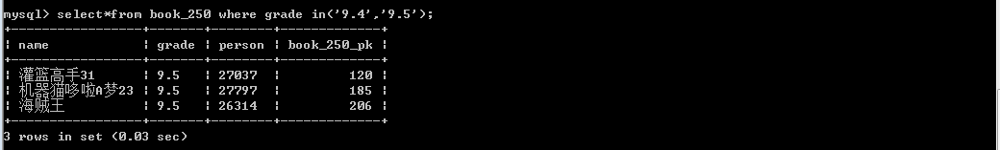 mysql> select*from book_250 where grade in('9.4','9.5');
+------------------+-------+--------+-------------+
| name             | grade | person | book_250_pk |
+------------------+-------+--------+-------------+
| 灌篮高手31       | 9.5   | 27037  |         120 |
| 机器猫哆啦A梦23  | 9.5   | 27797  |         185 |
| 海贼王           | 9.5   | 26314  |         206 |
+------------------+-------+--------+-------------+
3 rows in set (0.03 sec)